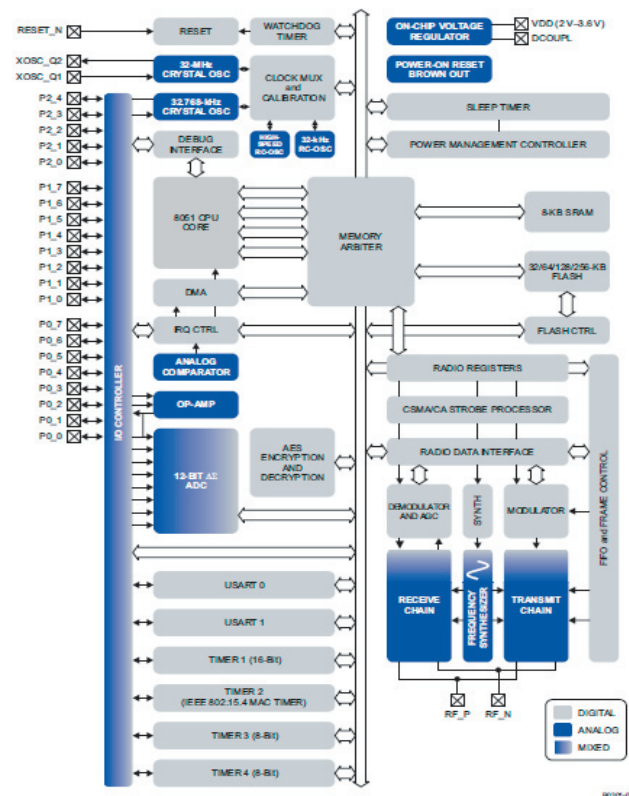 RESET_N
XOSC_Q2
XOSC_Q1
P2_4
P2_3
P2_2
P2_1
P2_0
P1_7
P1_6
P1_5
P1_4
P1_3
P1_2
P1_1
P1_0
P0_7
P0_6
P0_5
P0_4
P0_3
P0_2
P0_1
P0_0
I/O CONTROLLER
RESET
WATCHDOG
TIMER
32-MHz
CRYSTAL OSC
32.768-kHz
CRYSTAL OSC
CLOCK MUX
and
CALIBRATION
HIGH-
SPEED
RC-OSC
32-kHz
RC-OSC
DEBUG
INTERFACE
8051 CPU
CORE
DMA
IRQ CTRL
ANALOG
COMPARATOR
OP-AMP
12-BIT ΔΣ
ADC
AES
ENCRYPTION
AND
DECRYPTION
USART 0
USART 1
TIMER 1 (16-Bit)
TIMER 2
(IEEE 802.15.4 MAC TIMER)
TIMER 3 (8-Bit)
TIMER 4 (8-Bit)
MEMORY
ARBITER
ON-CHIP VOLTAGE
REGULATOR
VDD (2 V–3.6 V)
DCOUPL
POWER-ON RESET
BROWN OUT
SLEEP TIMER
POWER MANAGEMENT CONTROLLER
8-KB SRAM
32/64/128/256-KB
FLASH
FLASH CTRL
RADIO REGISTERS
CSMA/CA STROBE PROCESSOR
RADIO DATA INTERFACE
DEMODULATOR
AND AGC
SYNTH
MODULATOR
FIFO and FRAME CONTROL
RECEIVE
CHAIN
FREQUENCY
SYNTHESIZER
TRANSMIT
CHAIN
RF_P
RF_N
DIGITAL
ANALOG
MIXED